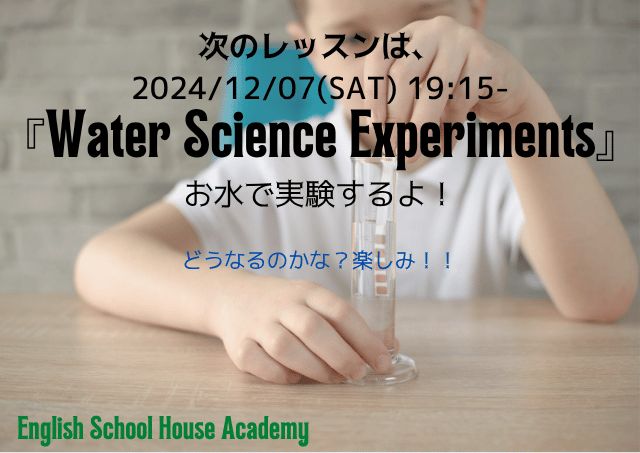 次のレッスンは、
2024/12/07(SAT) 19:15-
『Water Science Experiments』
お水で実験するよ！
どうなるのかな？楽しみ！！
English School House Academy